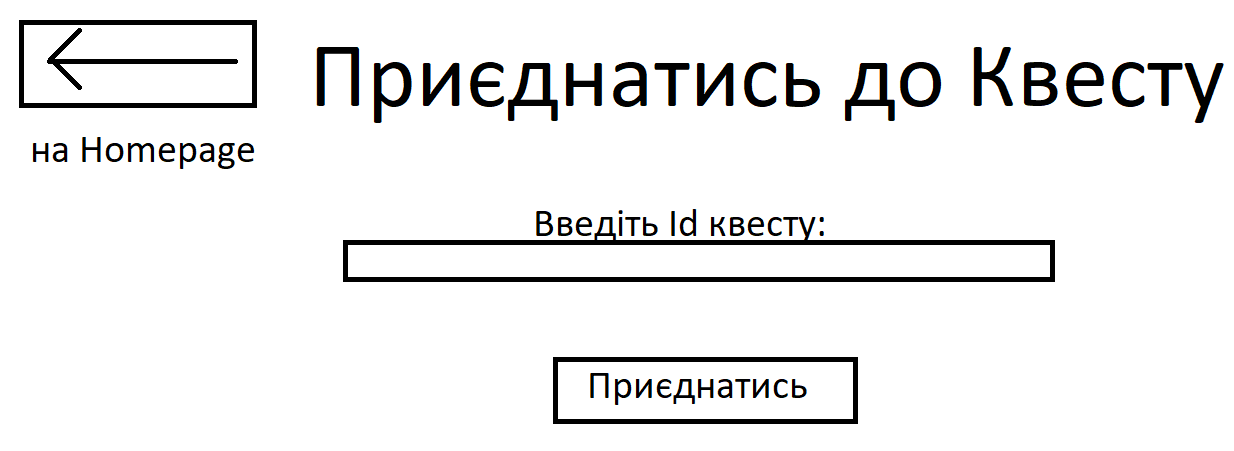 Приєднатись до Квесту
на Homepage
Введіть Id квесту:
Приєднатись